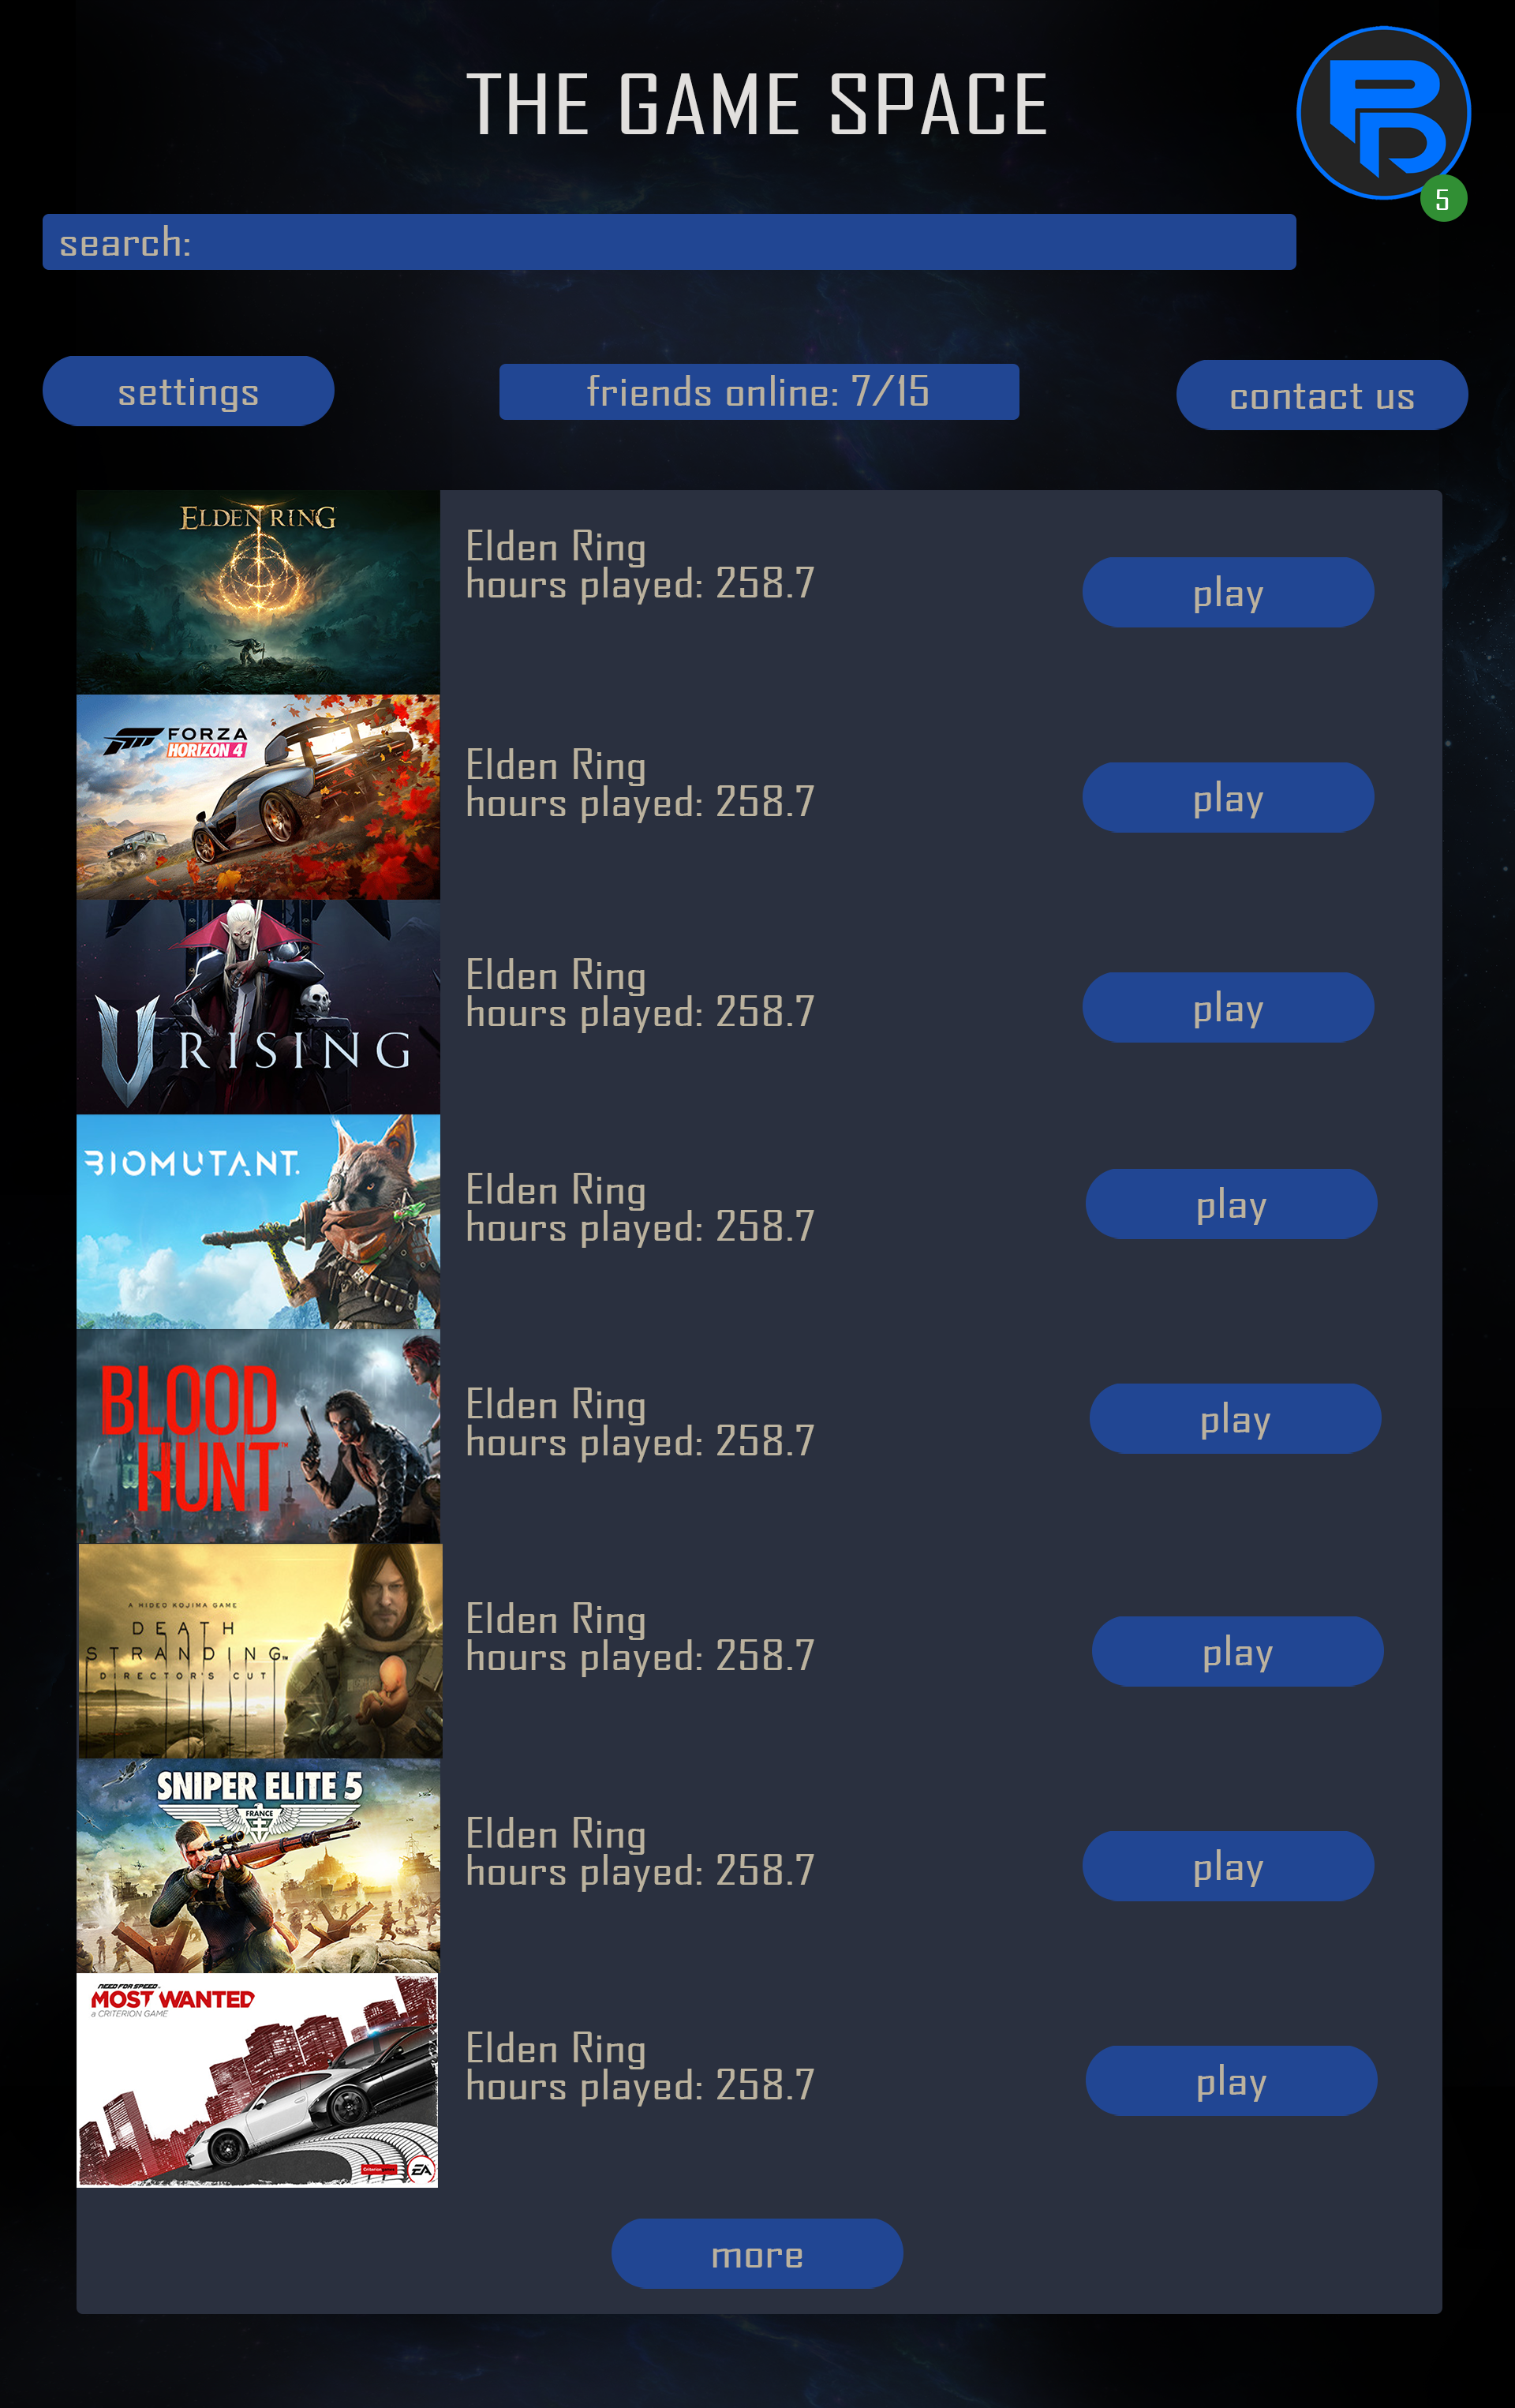 THE GAME SPACE
5
search:
settings
friends online: 7/15
contact us
ELDEN RING
Elden Ring
hours played: 258.7
play
FORZA
HORIZON 4
Elden Ring
hours played: 258.7
play
V RISING
Elden Ring
hours played: 258.7
play
BIOMUTANT.
Elden Ring
hours played: 258.7
play
BLOOD
HUNT™
Elden Ring
hours played: 258.7
play
A HIDEO KOJIMA GAME
DEATH
STRANDING™
DIRECTOR'S CUT
Elden Ring
hours played: 258.7
play
SNIPER ELITE 5
FRANCE
Elden Ring
hours played: 258.7
play
NEED FOR SPEED™
MOST WANTED
a CRITERION GAME
Elden Ring
hours played: 258.7
play
EA
more